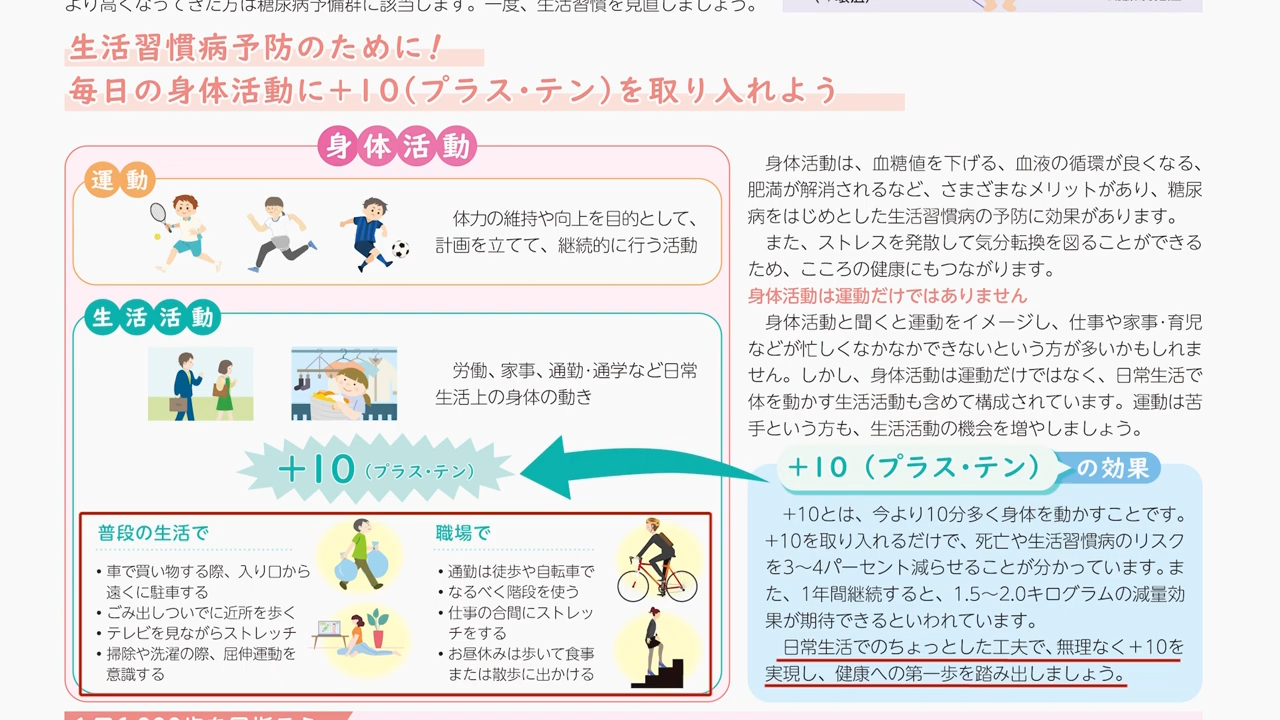 より高くなってきた方は糖尿病予備群に該当します。一度、生活習慣を見直しましょう。
生活習慣病予防のために!
毎日の身体活動に+10(プラス・テン)を取り入れよう
身体活動
運動
体力の維持や向上を目的として、
計画を立てて、継続的に行う活動
生活活動
労働、家事、通勤・通学など日常
生活上の身体の動き
+10(プラス・テン)
普段の生活で
・車で買い物する際、入り口から
遠くに駐車する
・ごみ出しついでに近所を歩く
・テレビを見ながらストレッチ
・掃除や洗濯の際、屈伸運動を
意識する
職場で
・通勤は徒歩や自転車で
・なるべく階段を使う
・仕事の合間にストレッ
チをする
・お昼休みは歩いて食事
または散歩に出かける
身体活動は、血糖値を下げる、血液の循環が良くなる、
肥満が解消されるなど、さまざまなメリットがあり、糖尿
病をはじめとした生活習慣病の予防に効果があります。
また、ストレスを発散して気分転換を図ることができる
ため、こころの健康にもつながります。
身体活動は運動だけではありません
身体活動と聞くと運動をイメージし、仕事や家事・育児
などが忙しくなかなかできないという方が多いかもしれま
せん。しかし、身体活動は運動だけではなく、日常生活で
体を動かす生活活動も含めて構成されています。運動は苦
手という方も、生活活動の機会を増やしましょう。
+10(プラス・テン)の効果
+10とは、今より10分多く身体を動かすことです。
+10を取り入れるだけで、死亡や生活習慣病のリスク
を3〜4パーセント減らせることが分かっています。ま
た、1年間継続すると、1.5〜2.0キログラムの減量効
果が期待できるといわれています。
日常生活でのちょっとした工夫で、無理なく+10を
実現し、健康への第一歩を踏み出しましょう。